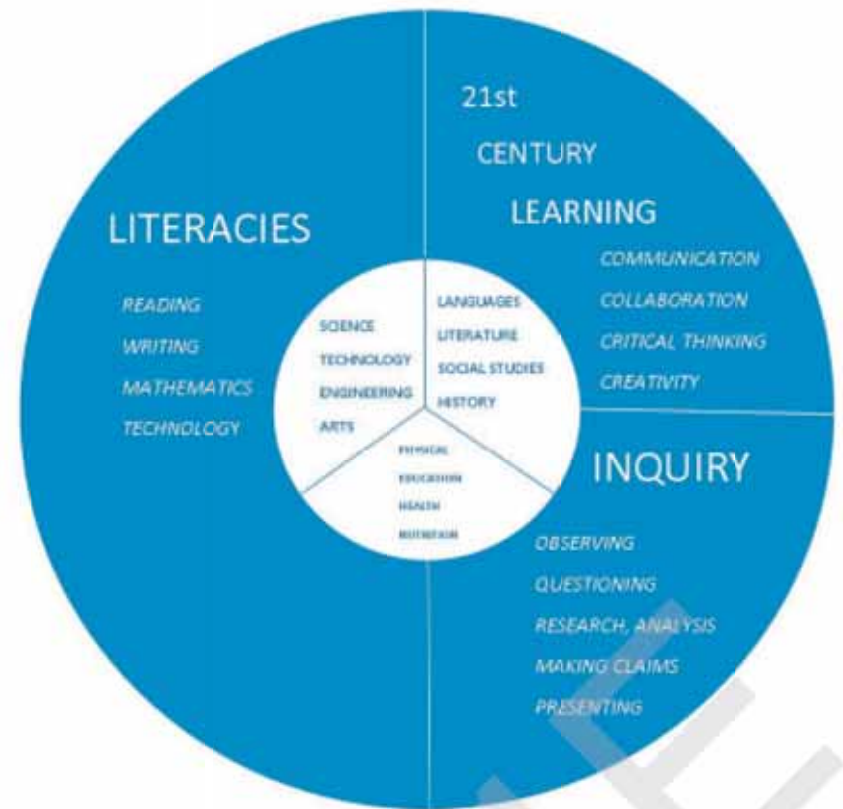 LITERACIES
READING
WRITING
MATHEMATICS
TECHNOLOGY
21st
CENTURY
LEARNING
COMMUNICATION
COLLABORATION
CRITICAL THINKING
CREATIVITY
SCIENCE
TECHNOLOGY
ENGINEERING
ARTS
LANGUAGES
LITERATURE
SOCIAL STUDIES
HISTORY
PHYSICAL
EDUCATION
HEALTH
NUTRITION
INQUIRY
OBSERVING
QUESTIONING
RESEARCH, ANALYSIS
MAKING CLAIMS
PRESENTING